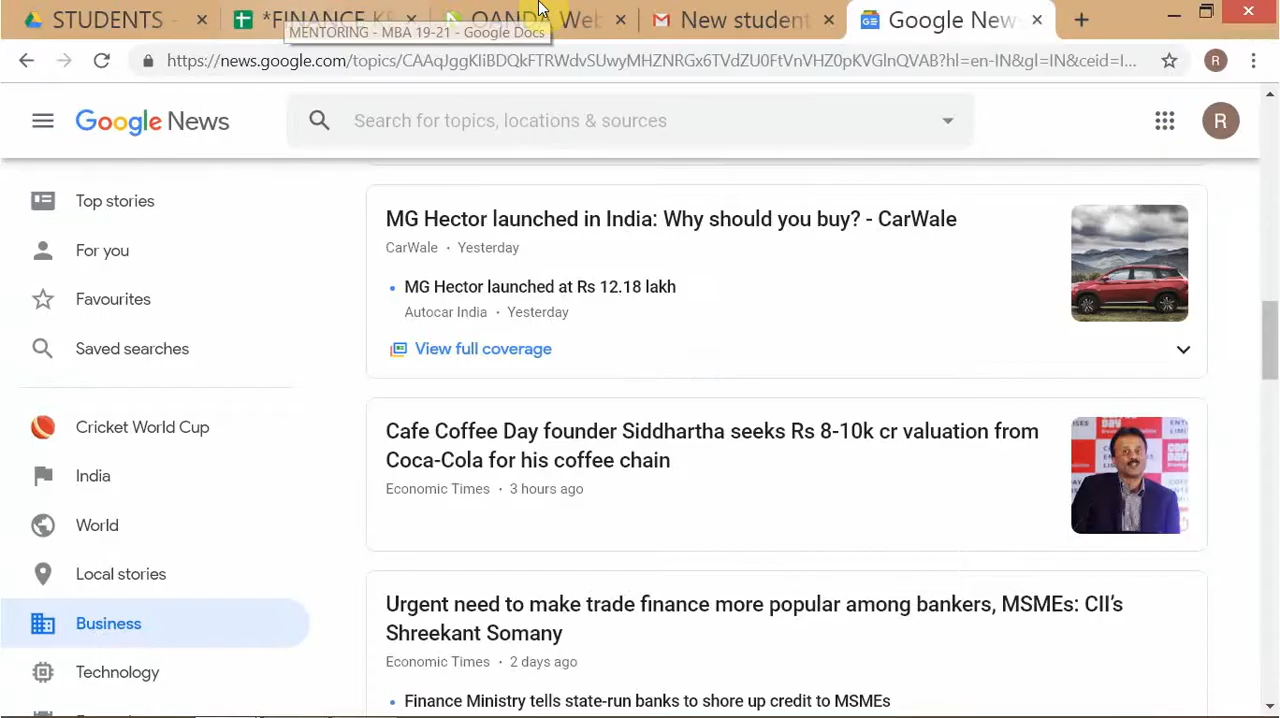 STUDENTS
*FINANCE KE
OANDA Web
New student
Google New
MENTORING - MBA 19-21 - Google Docs
https://news.google.com/topics/CAAqJggKIiBDQkFTRWdvSUwyMHZNRGx6TVdZU0FtVnVHZ0pKVGlnQVAB?hl=en-IN&gl=IN&ceid=I...
R
Google News
Search for topics, locations & sources
R
Top stories
For you
Favourites
Saved searches
Cricket World Cup
India
World
Local stories
Business
Technology
MG Hector launched in India: Why should you buy? - CarWale
CarWale • Yesterday
• MG Hector launched at Rs 12.18 lakh
Autocar India • Yesterday
View full coverage
Cafe Coffee Day founder Siddhartha seeks Rs 8-10k cr valuation from
Coca-Cola for his coffee chain
Economic Times • 3 hours ago
Urgent need to make trade finance more popular among bankers, MSMEs: CII's
Shreekant Somany
Economic Times • 2 days ago
• Finance Ministry tells state-run banks to shore up credit to MSMEs